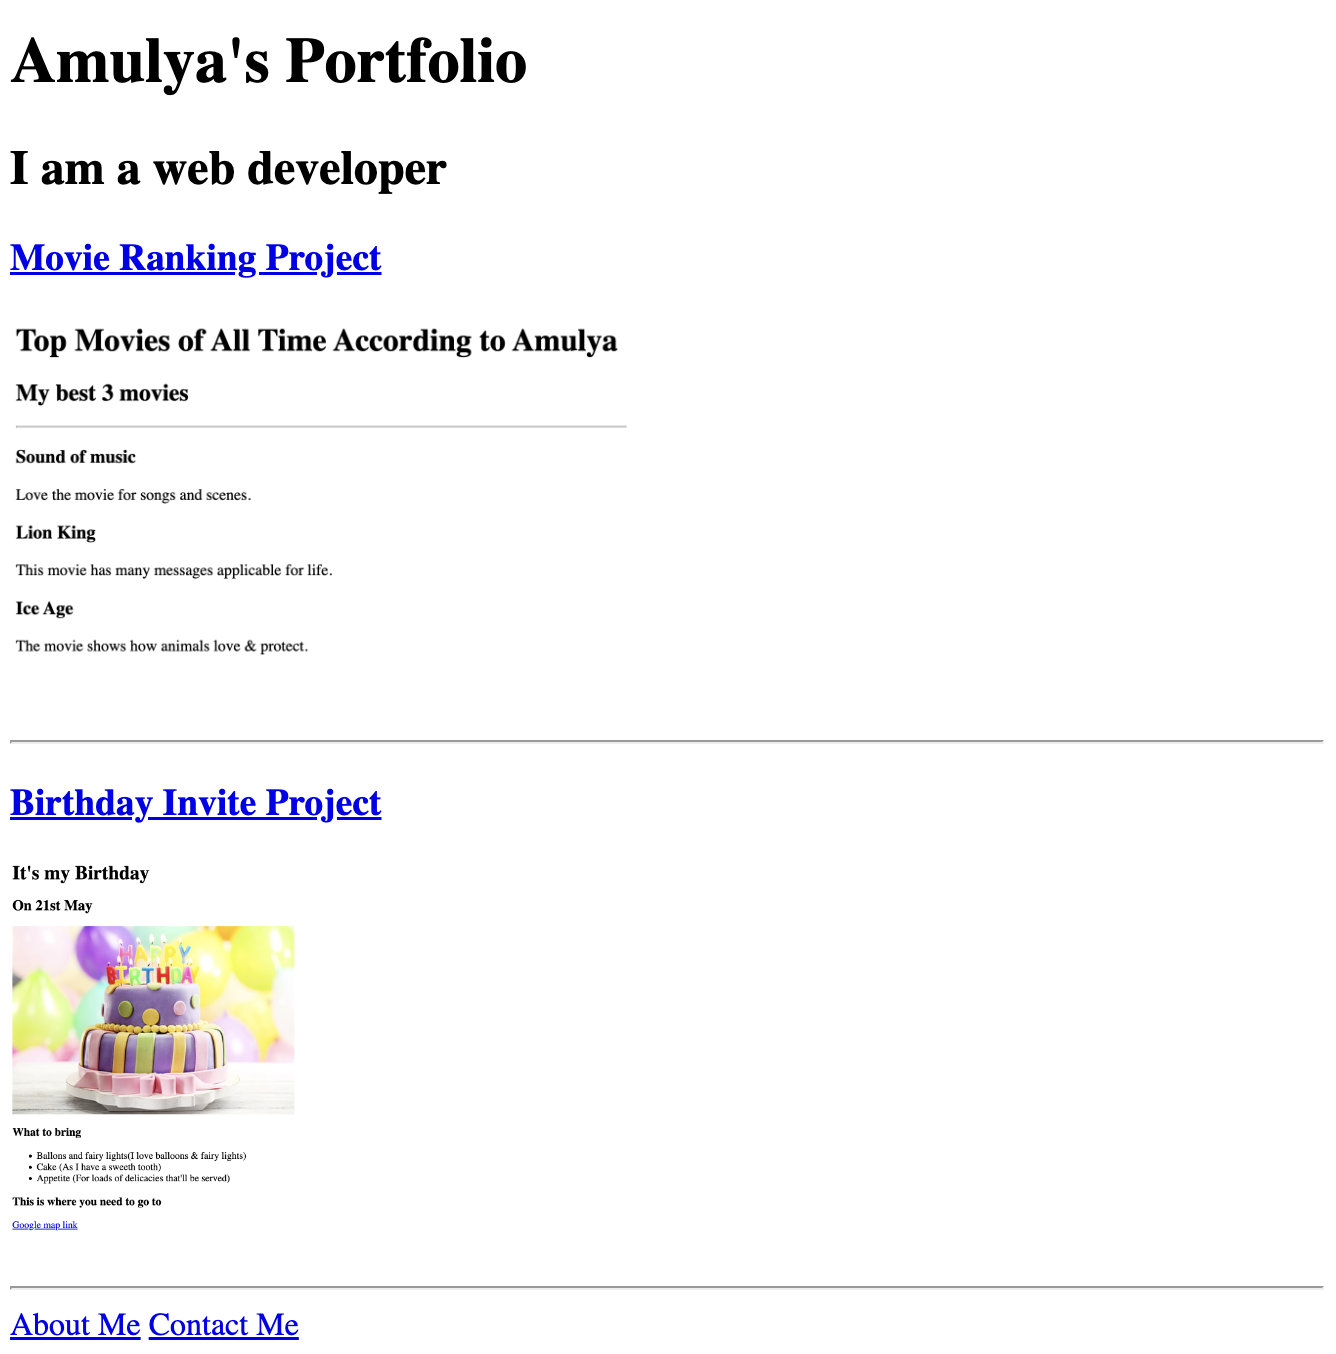 Amulya's Portfolio
I am a web developer
Movie Ranking Project
Top Movies of All Time According to Amulya
My best 3 movies
Sound of music
Love the movie for songs and scenes.
Lion King
This movie has many messages applicable for life.
Ice Age
The movie shows how animals love & protect.
Birthday Invite Project
It's my Birthday
On 21st May
HAPPY
BIRTHDAY
What to bring
• Ballons and fairy lights(I love balloons & fairy lights)
• Cake (As I have a sweeth tooth)
• Appetite (For loads of delicacies that'll be served)
This is where you need to go to
Google map link
About Me Contact Me